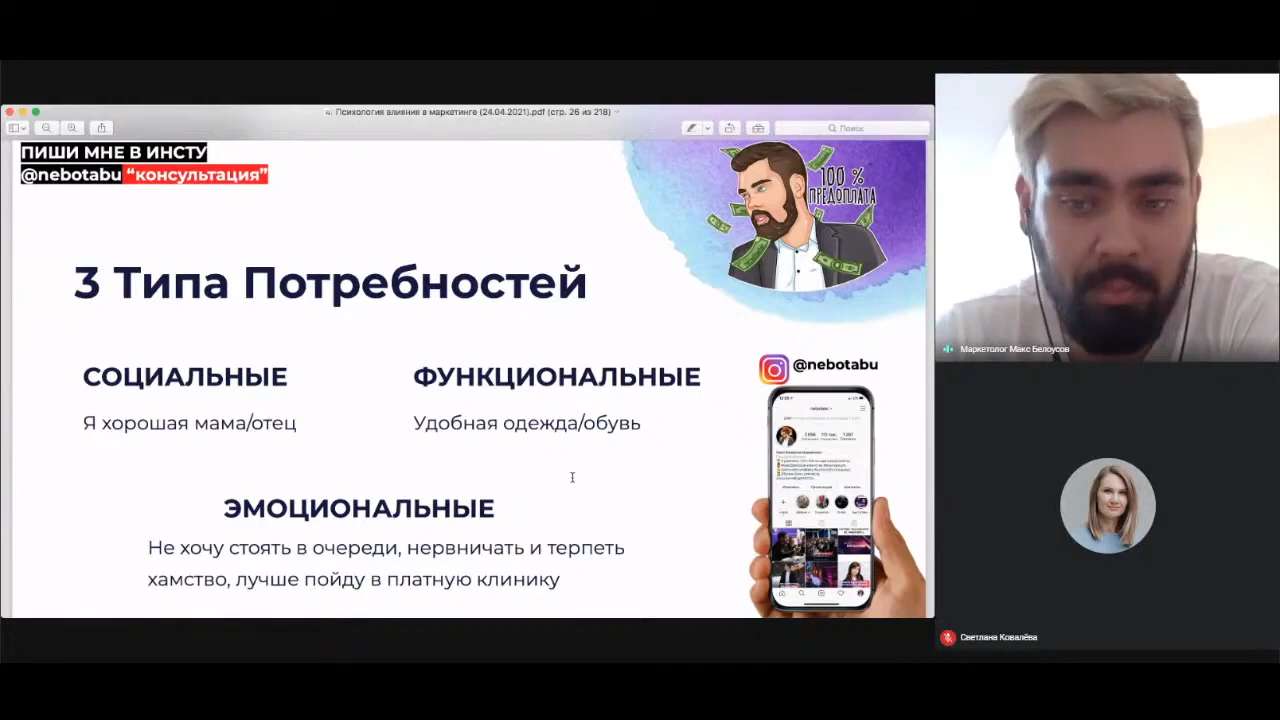 Психология влияния в маркетинге (24.04.2021).pdf (стр. 26 из 218)
Поиск
ПИШИ МНЕ В ИНСТУ
@nebotabu “консультация”
100 %
ПРЕДОПЛАТА
3 Типа Потребностей
СОЦИАЛЬНЫЕ
Я хорошая мама/отец
ФУНКЦИОНАЛЬНЫЕ
Удобная одежда/обувь
ЭМОЦИОНАЛЬНЫЕ
Не хочу стоять в очереди, нервничать и терпеть
хамство, лучше пойду в платную клинику
@nebotabu
Маркетолог Макс Белоусов
Светлана Ковалёва